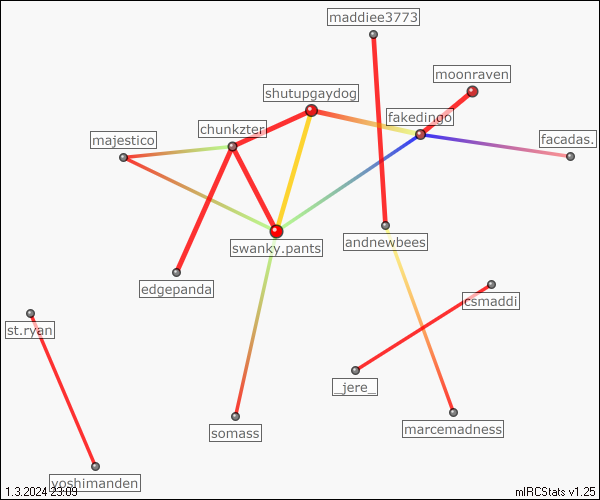 maddiee3773
moonraven
shutupgaydog
fakedingo
chunkzter
majestico
facadas.
swanky.pants
andnewbees
edgepanda
csmaddi
st.ryan
_jere_
somass
marcemadness
yoshimanden
1.3.2024 23:09
mIRCStats v1.25